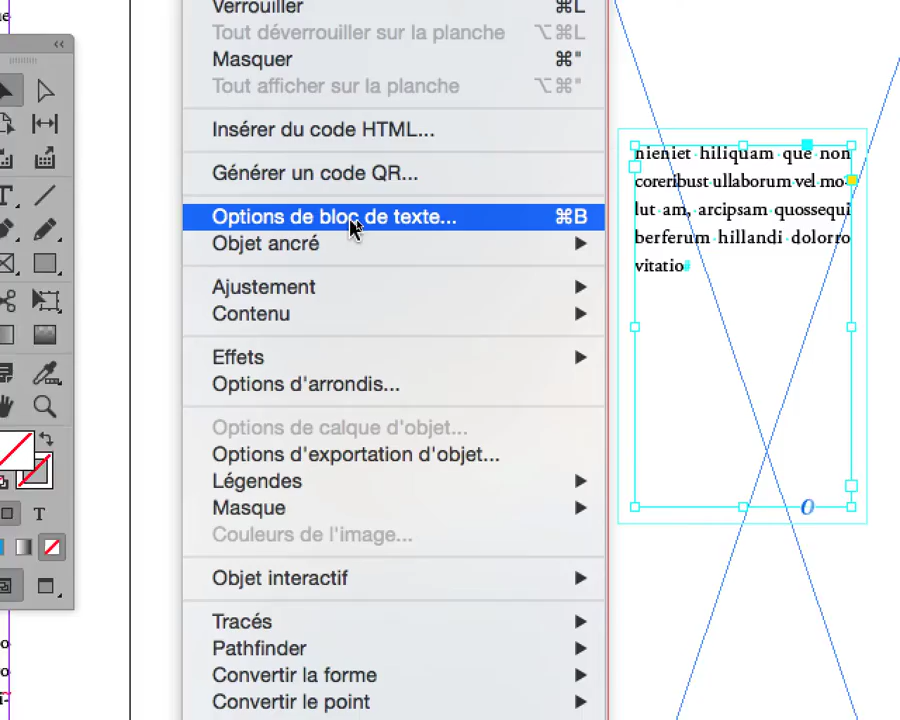 Verrouiller ⌘L
Tout déverrouiller sur la planche ⌥⌘L
Masquer ⌘"
Tout afficher sur la planche ⌥⌘"
Insérer du code HTML...
Générer un code QR...
Options de bloc de texte... ⌘B
Objet ancré
Ajustement
Contenu
Effets
Options d'arrondis...
Options de calque d'objet...
Options d'exportation d'objet...
Légendes
Masque
Couleurs de l'image...
Objet interactif
Tracés
Pathfinder
Convertir la forme
Convertir le point
nieniet hiliquam que non
coreribust ullaborum vel mo-
lut am, arcipsam quossequi
berferum hillandi dolorro
vitatio